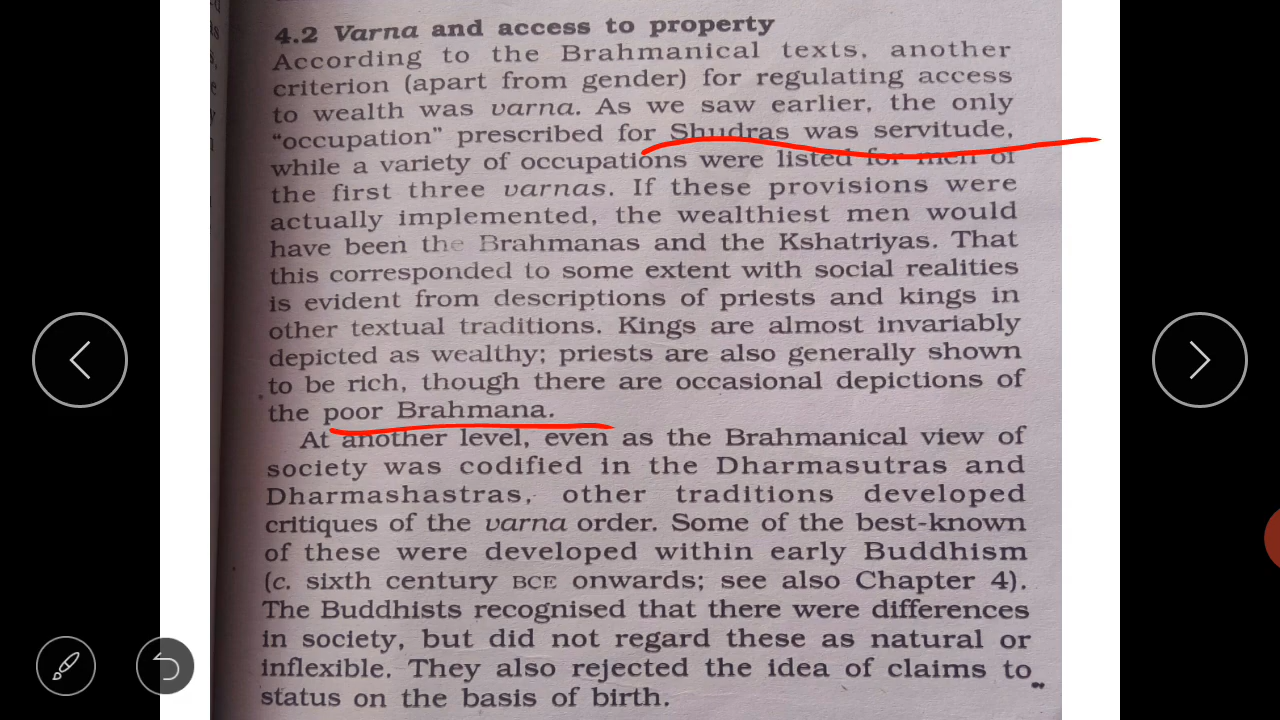 4.2 Varna and access to property
According to the Brahmanical texts, another
criterion (apart from gender) for regulating access
to wealth was varna. As we saw earlier, the only
“occupation” prescribed for Shudras was servitude,
while a variety of occupations were listed for men of
the first three varnas. If these provisions were
actually implemented, the wealthiest men would
have been the Brahmanas and the Kshatriyas. That
this corresponded to some extent with social realities
is evident from descriptions of priests and kings in
other textual traditions. Kings are almost invariably
depicted as wealthy; priests are also generally shown
to be rich, though there are occasional depictions of
the poor Brahmana.
At another level, even as the Brahmanical view of
society was codified in the Dharmasutras and
Dharmashastras, other traditions developed
critiques of the varna order. Some of the best-known
of these were developed within early Buddhism
(c. sixth century BCE onwards; see also Chapter 4).
The Buddhists recognised that there were differences
in society, but did not regard these as natural or
inflexible. They also rejected the idea of claims to
status on the basis of birth.